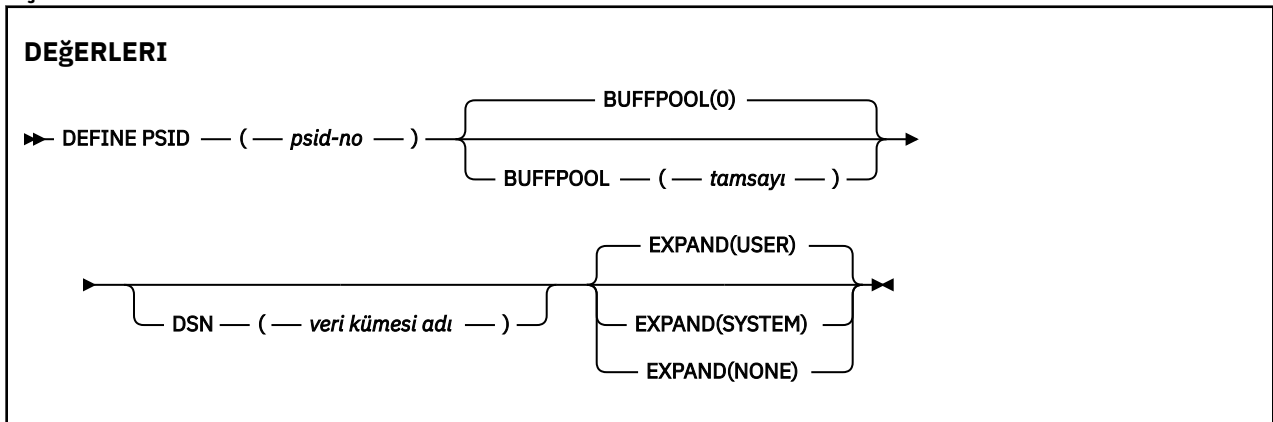 DEğERLERI
BUFFPOOL(0)
DEFINE PSID ( psid-no )
BUFFPOOL ( tamsayı )
EXPAND(USER)
DSN ( veri kümesi adı )
EXPAND(SYSTEM)
EXPAND(NONE)